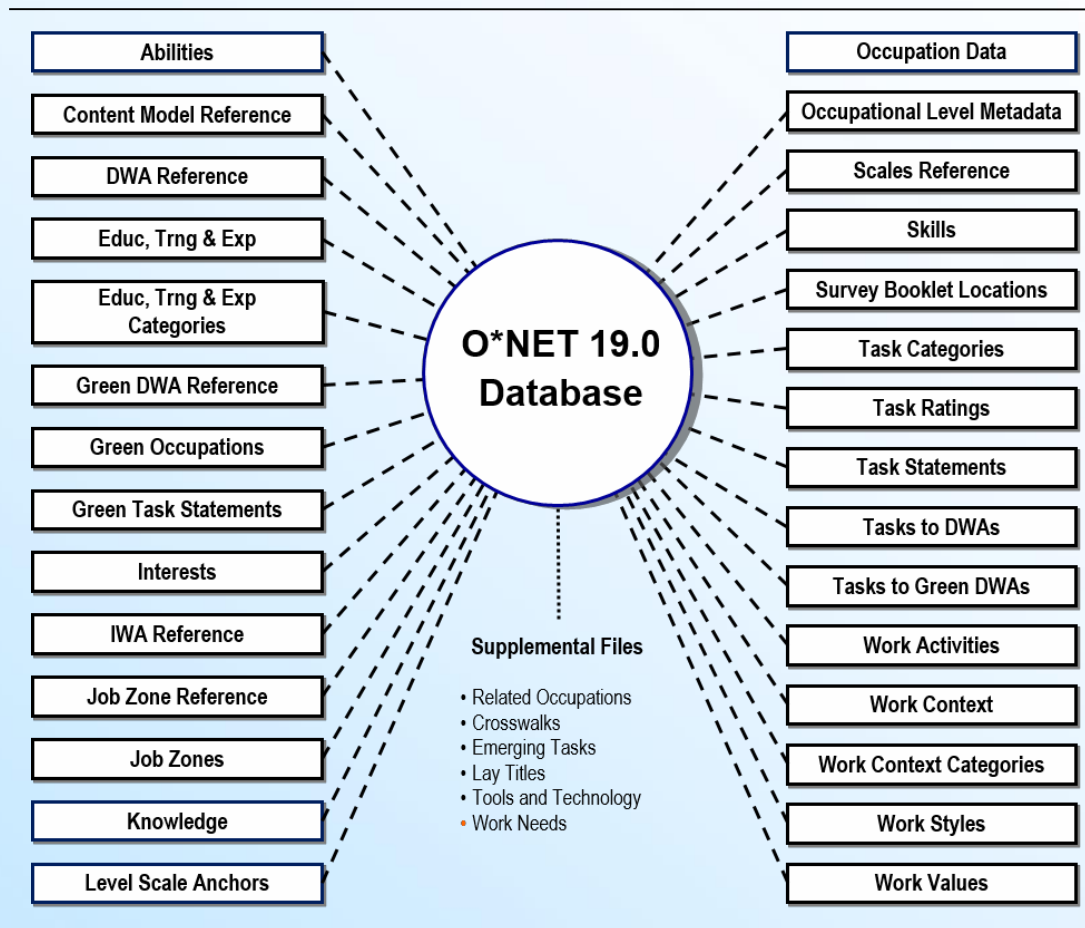 Abilities
Content Model Reference
DWA Reference
Educ, Trng & Exp
Educ, Trng & Exp
Categories
Green DWA Reference
Green Occupations
Green Task Statements
Interests
IWA Reference
Job Zone Reference
Job Zones
Knowledge
Level Scale Anchors
O*NET 19.0
Database
Supplemental Files
• Related Occupations
• Crosswalks
• Emerging Tasks
• Lay Titles
• Tools and Technology
• Work Needs
Occupation Data
Occupational Level Metadata
Scales Reference
Skills
Survey Booklet Locations
Task Categories
Task Ratings
Task Statements
Tasks to DWAs
Tasks to Green DWAs
Work Activities
Work Context
Work Context Categories
Work Styles
Work Values